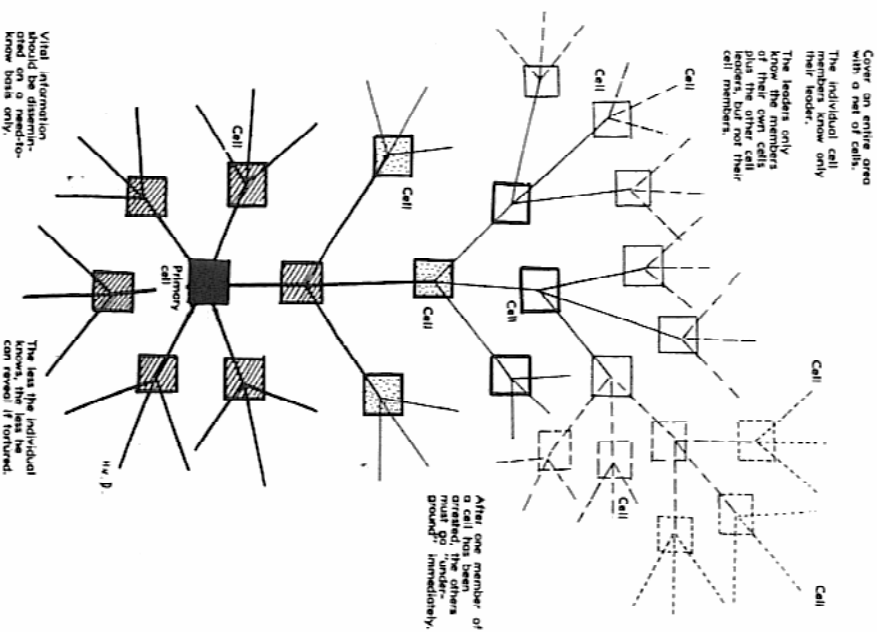 Cover an entire area
with a net of cells.
The individual cell
members know only
their leader.
The leaders only
know the members
of their own cells
plus the other cell
leaders, but not their
cell members.
Cell
Cell
Cell
Cell
Cell
Cell
Cell
Cell
Cell
Primary
cell
Vital information
should be dissemin-
ated on a need-to-
know basis only.
The less the individual
knows, the less he
can reveal if tortured.
After one member of
a cell has been
arrested, the others
must go "under-
ground" immediately.
H.v.D.